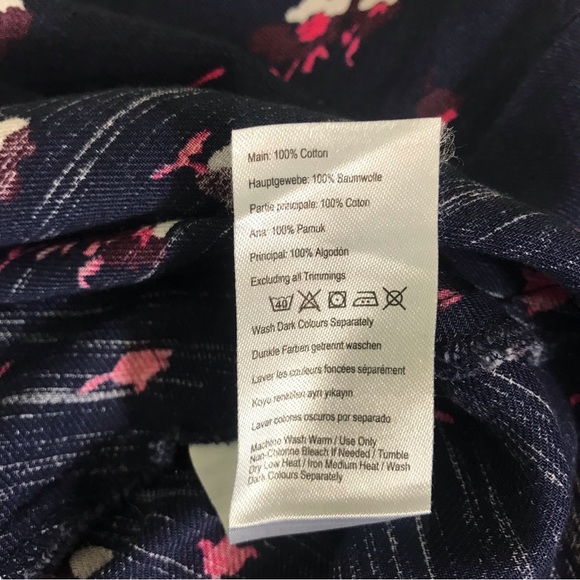 Main: 100% Cotton
Hauptgewebe: 100% Baumwolle
Partie principale: 100% Coton
Ana: 100% Pamuk
Principal: 100% Algodón
Excluding all Trimmings
40
Wash Dark Colours Separately
Dunkle Farben getrennt waschen
Laver les couleurs foncées séparément
Koyu renkleten ayrı yıkayın
Lavar colores oscuros por separado
Machine Wash Warm / Use Only
Non-Chlorine Bleach If Needed / Tumble
Dry Low Heat / Iron Medium Heat / Wash
Dark Colours Separately